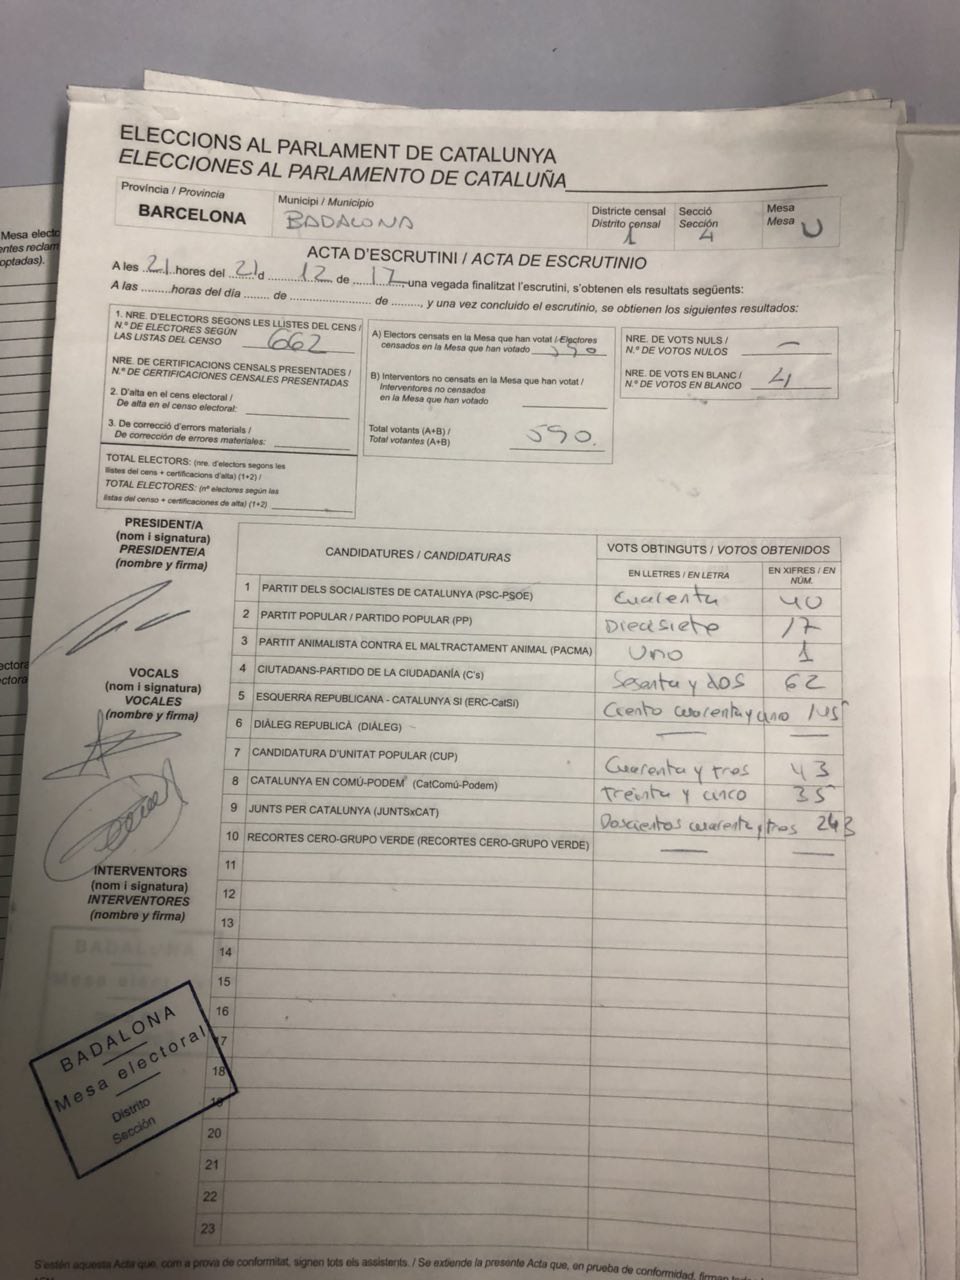 ELECCIONS AL PARLAMENT DE CATALUNYA
ELECCIONES AL PARLAMENTO DE CATALUÑA
Província / Provincia
BARCELONA
Municipi / Municipio
BADALONA
Districte censal
Distrito censal
1
Secció
Sección
4
Mesa
Mesa U
Mesa electo
entes reclam
optadas).
ACTA D'ESCRUTINI / ACTA DE ESCRUTINIO
A les 21 hores del 21 d 12 de 17, una vegada finalitzat l'escrutini, s'obtenen els resultats següents:
A las ......... horas del día ....... de ..................... de ........, y una vez concluido el escrutinio, se obtienen los siguientes resultados:
1. NRE. D'ELECTORS SEGONS LES LLISTES DEL CENS /
N.º DE ELECTORES SEGÚN
LAS LISTAS DEL CENSO 662
NRE. DE CERTIFICACIONS CENSALS PRESENTADES /
N.º DE CERTIFICACIONES CENSALES PRESENTADAS
2. D'alta en el cens electoral /
De alta en el censo electoral:
3. De correcció d'errors materials /
De corrección de errores materiales:
TOTAL ELECTORS: (nre. d'electors segons les
llistes del cens + certificacions d'alta) (1+2) /
TOTAL ELECTORES: (nº electores según las
listas del censo + certificaciones de alta) (1+2)
A) Electors censats en la Mesa que han votat / Electores
censados en la Mesa que han votado 590
B) Interventors no censats en la Mesa que han votat /
Interventores no censados
en la Mesa que han votado
Total votants (A+B) /
Total votantes (A+B) 590.
NRE. DE VOTS NULS /
N.º DE VOTOS NULOS —
NRE. DE VOTS EN BLANC /
N.º DE VOTOS EN BLANCO 4
PRESIDENT/A
(nom i signatura)
PRESIDENTE/A
(nombre y firma)
VOCALS
(nom i signatura)
VOCALES
(nombre y firma)
INTERVENTORS
(nom i signatura)
INTERVENTORES
(nombre y firma)
CANDIDATURES / CANDIDATURAS
VOTS OBTINGUTS / VOTOS OBTENIDOS
EN LLETRES / EN LETRA
EN XIFRES / EN NÚM.
1 PARTIT DELS SOCIALISTES DE CATALUNYA (PSC-PSOE) Cuarenta 40
2 PARTIT POPULAR / PARTIDO POPULAR (PP) Diecisiete 17
3 PARTIT ANIMALISTA CONTRA EL MALTRACTAMENT ANIMAL (PACMA) Uno 1
4 CIUTADANS-PARTIDO DE LA CIUDADANÍA (C's) Sesenta y dos 62
5 ESQUERRA REPUBLICANA - CATALUNYA SI (ERC-CatSí) Ciento cuarenta y uno 145
6 DIÀLEG REPUBLICÀ (DIÀLEG) — —
7 CANDIDATURA D'UNITAT POPULAR (CUP) Cuarenta y tres 43
8 CATALUNYA EN COMÚ-PODEM (CatComú-Podem) Treinta y cinco 35
9 JUNTS PER CATALUNYA (JUNTSxCAT) Doscientos cuarenta y tres 243
10 RECORTES CERO-GRUPO VERDE (RECORTES CERO-GRUPO VERDE) — —
11
12
13
14
15
16
17
18
19
20
21
22
23
BADALONA
Mesa electoral
Distrito
Sección
S'estén aquesta Acta que, com a prova de conformitat, signen tots els assistents. / Se extiende la presente Acta que, en prueba de conformidad, firman